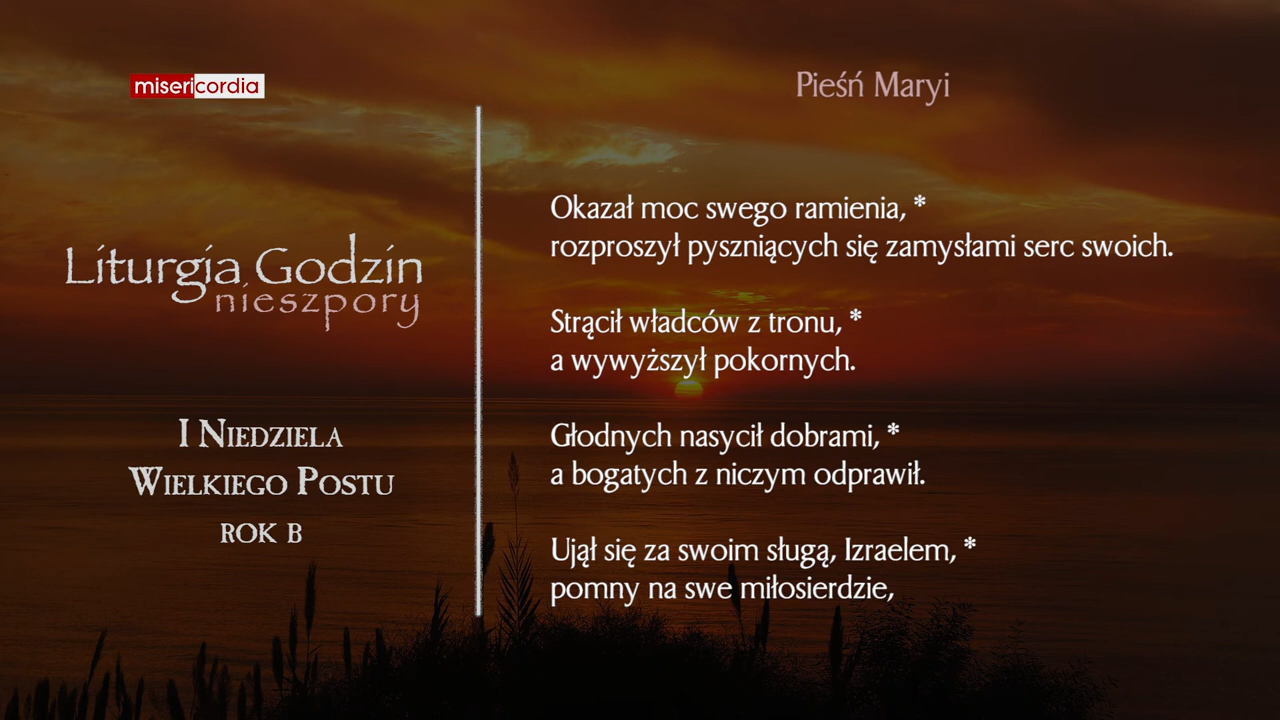 misericordia
Liturgia Godzin
nieszpory
I Niedziela
Wielkiego Postu
rok B
Pieśń Maryi
Okazał moc swego ramienia, *
rozproszył pyszniących się zamysłami serc swoich.
Strącił władców z tronu, *
a wywyższył pokornych.
Głodnych nasycił dobrami, *
a bogatych z niczym odprawił.
Ujął się za swoim sługą, Izraelem, *
pomny na swe miłosierdzie,